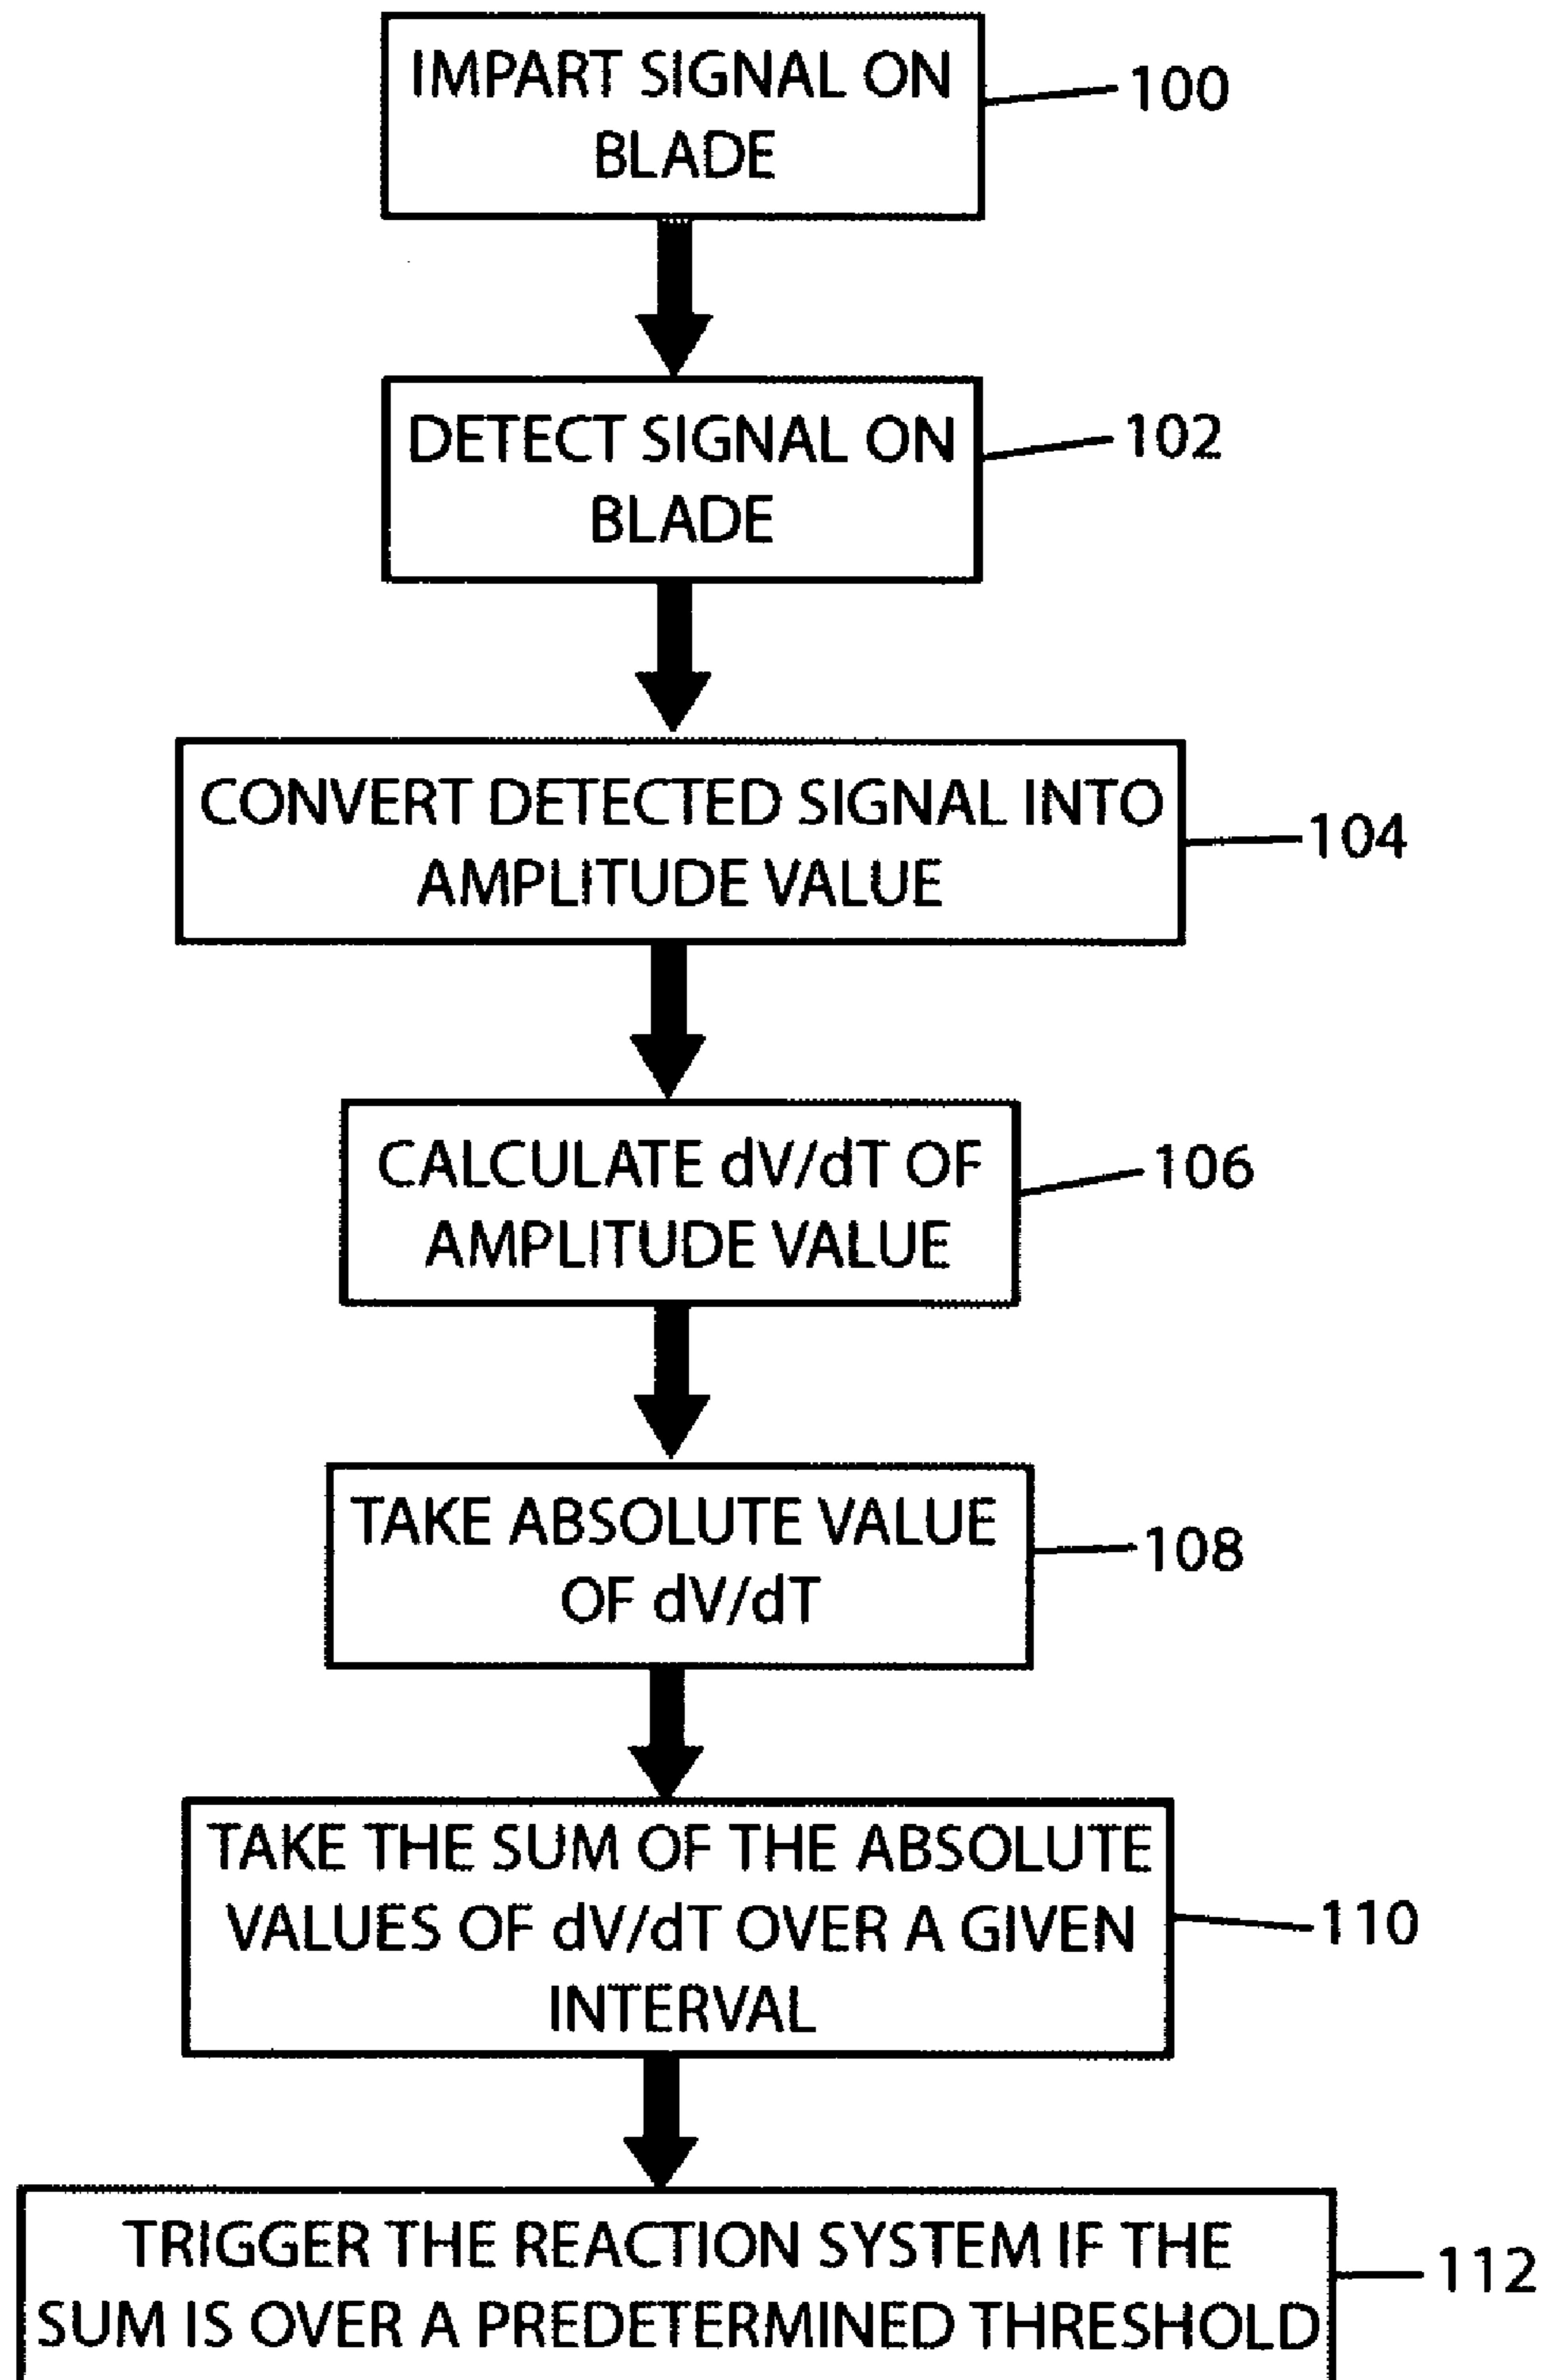 IMPART SIGNAL ON
BLADE
100
DETECT SIGNAL ON
BLADE
102
CONVERT DETECTED SIGNAL INTO
AMPLITUDE VALUE
104
CALCULATE dV/dT OF
AMPLITUDE VALUE
106
TAKE ABSOLUTE VALUE
OF dV/dT
108
TAKE THE SUM OF THE ABSOLUTE
VALUES OF dV/dT OVER A GIVEN
INTERVAL
110
TRIGGER THE REACTION SYSTEM IF THE
SUM IS OVER A PREDETERMINED THRESHOLD
112